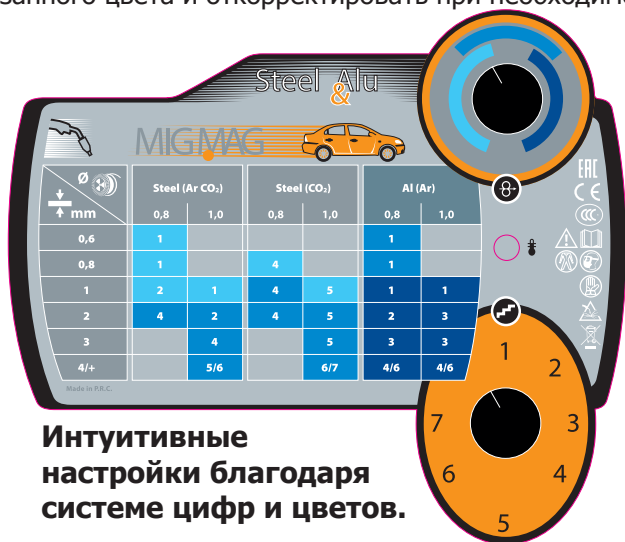 занного цвета и откорректировать при необходимо
Steel & Alu
MIGMAG
Ø Steel (Ar CO₂) Steel (CO₂) Al (Ar)
mm 0,8 1,0 0,8 1,0 0,8 1,0
0,6 1 1
0,8 1 4 1
1 2 1 4 5 1 1
2 4 2 4 5 2 3
3 4 5 3 3
4/+ 5/6 6/7 4/6 4/6
Made in P.R.C.
EAC
CE
CCC
1
2
3
4
5
6
7
Интуитивные
настройки благодаря
системе цифр и цветов.